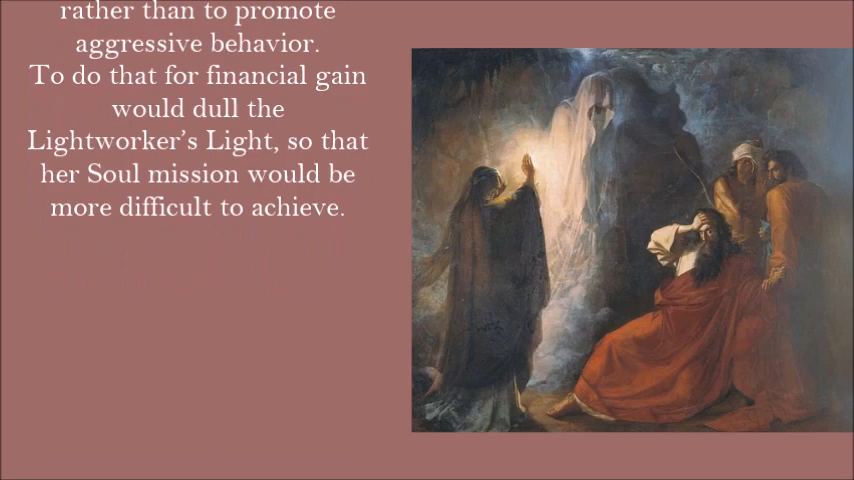 rather than to promote
aggressive behavior.
To do that for financial gain
would dull the
Lightworker’s Light, so that
her Soul mission would be
more difficult to achieve.